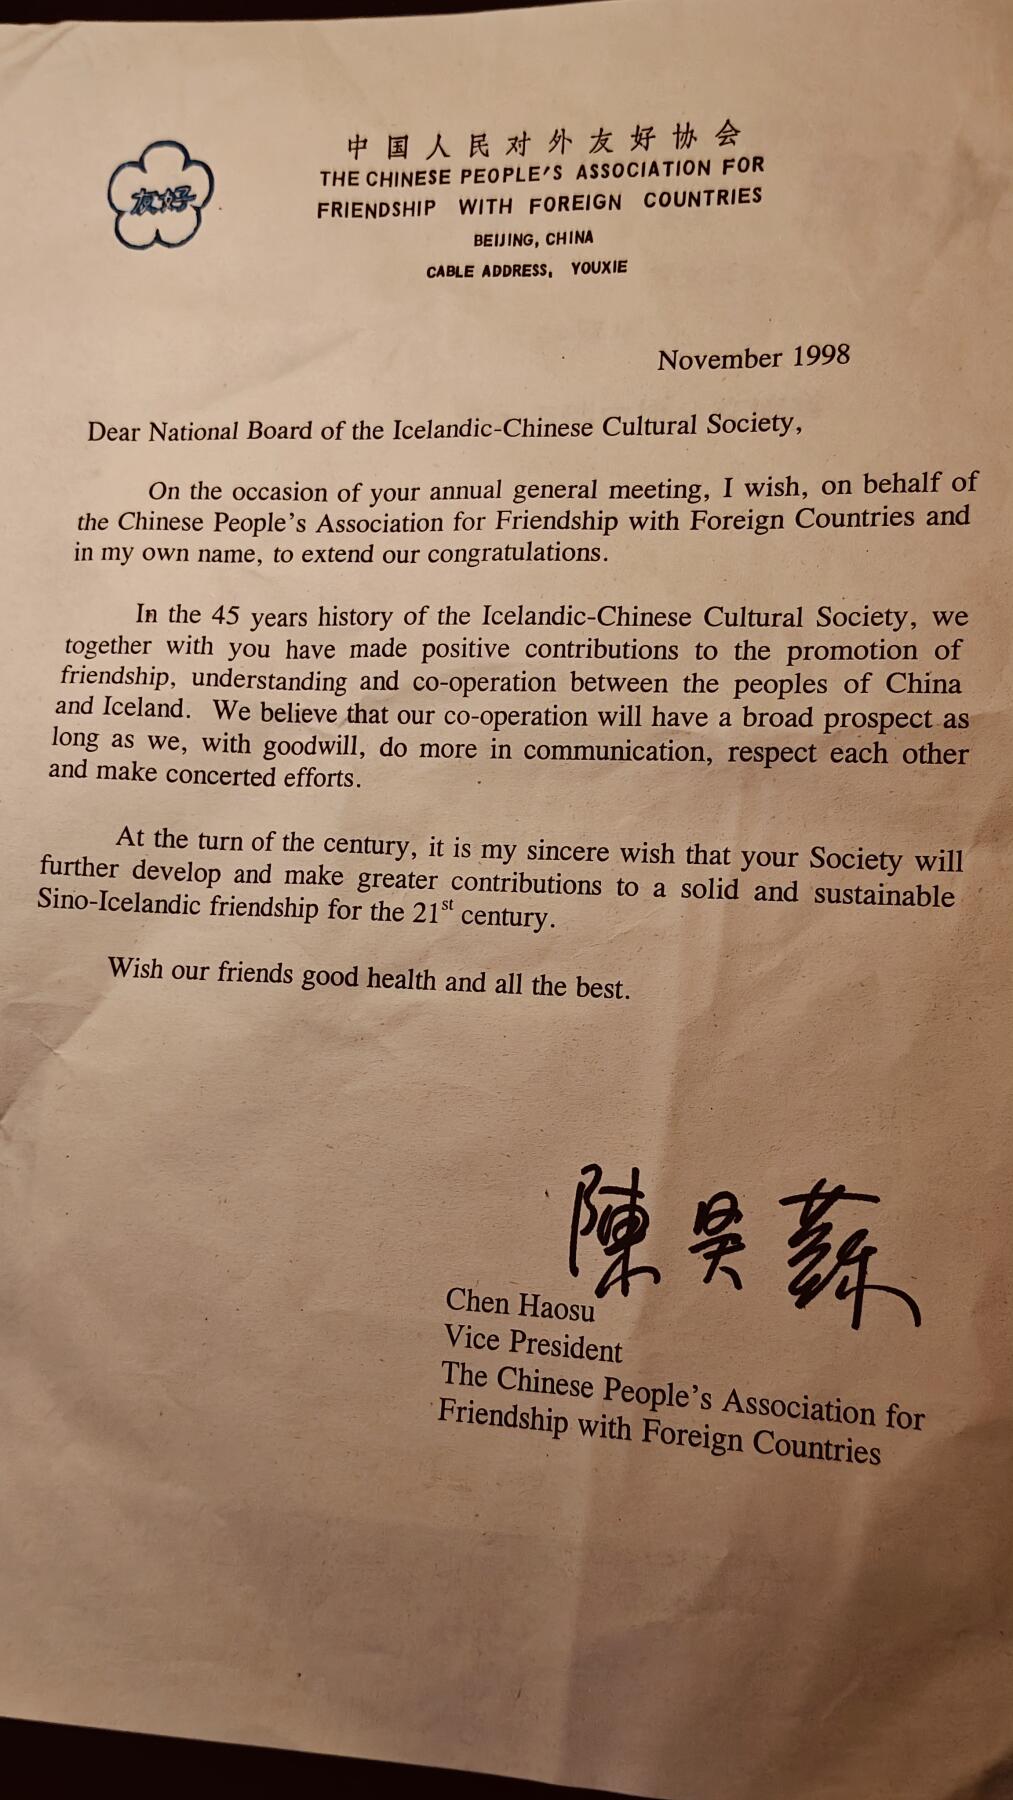 友好
中国人民对外友好协会
THE CHINESE PEOPLE'S ASSOCIATION FOR
FRIENDSHIP WITH FOREIGN COUNTRIES
BEIJING, CHINA
CABLE ADDRESS, YOUXIE
November 1998
Dear National Board of the Icelandic-Chinese Cultural Society,
On the occasion of your annual general meeting, I wish, on behalf of
the Chinese People's Association for Friendship with Foreign Countries and
in my own name, to extend our congratulations.
In the 45 years history of the Icelandic-Chinese Cultural Society, we
together with you have made positive contributions to the promotion of
friendship, understanding and co-operation between the peoples of China
and Iceland. We believe that our co-operation will have a broad prospect as
long as we, with goodwill, do more in communication, respect each other
and make concerted efforts.
At the turn of the century, it is my sincere wish that your Society will
further develop and make greater contributions to a solid and sustainable
Sino-Icelandic friendship for the 21st century.
Wish our friends good health and all the best.
陳昊蘇
Chen Haosu
Vice President
The Chinese People's Association for
Friendship with Foreign Countries